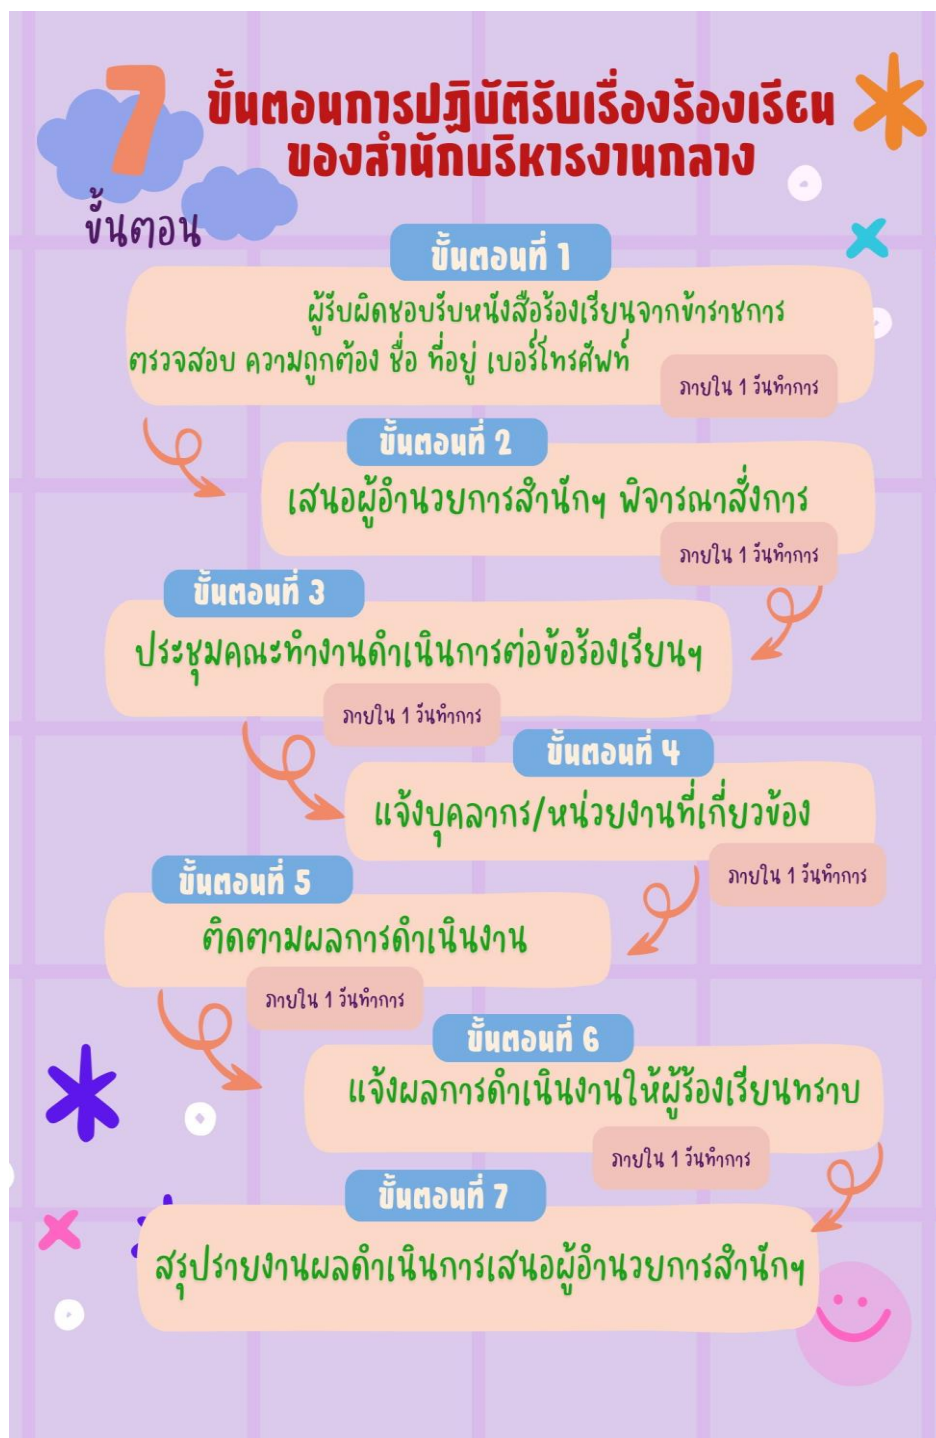 7
ขั้นตอน
ขั้นตอนการปฏิบัติรับเรื่องร้องเรียน
ของสำนักบริหารงานกลาง
ขั้นตอนที่ 1
ผู้รับผิดชอบรับหนังสือร้องเรียนจากข้าราชการ
ตรวจสอบ ความถูกต้อง ชื่อ ที่อยู่ เบอร์โทรศัพท์
ภายใน 1 วันทำการ
ขั้นตอนที่ 2
เสนอผู้อำนวยการสำนักฯ พิจารณาสั่งการ
ภายใน 1 วันทำการ
ขั้นตอนที่ 3
ประชุมคณะทำงานดำเนินการต่อข้อร้องเรียนฯ
ภายใน 1 วันทำการ
ขั้นตอนที่ 4
แจ้งบุคลากร/หน่วยงานที่เกี่ยวข้อง
ภายใน 1 วันทำการ
ขั้นตอนที่ 5
ติดตามผลการดำเนินงาน
ภายใน 1 วันทำการ
ขั้นตอนที่ 6
แจ้งผลการดำเนินงานให้ผู้ร้องเรียนทราบ
ภายใน 1 วันทำการ
ขั้นตอนที่ 7
สรุปรายงานผลดำเนินการเสนอผู้อำนวยการสำนักฯ